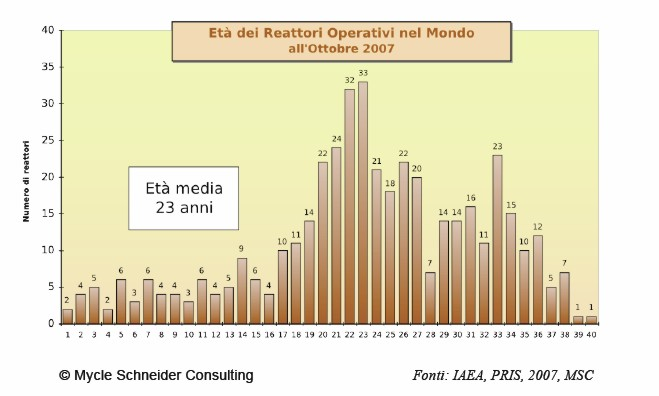 Età dei Reattori Operativi nel Mondo
all'Ottobre 2007
Numero di reattori
40
35
30
25
20
15
10
5
0
Età media
23 anni
2 4 5 2 6 3 6 4 4 3 6 4 5 9 6 4 10 11 14 22 24 32 33 21 18 22 20 7 14 14 16 11 23 15 10 12 5 7 1 1
1 2 3 4 5 6 7 8 9 10 11 12 13 14 15 16 17 18 19 20 21 22 23 24 25 26 27 28 29 30 31 32 33 34 35 36 37 38 39 40
© Mycle Schneider Consulting
Fonti: IAEA, PRIS, 2007, MSC